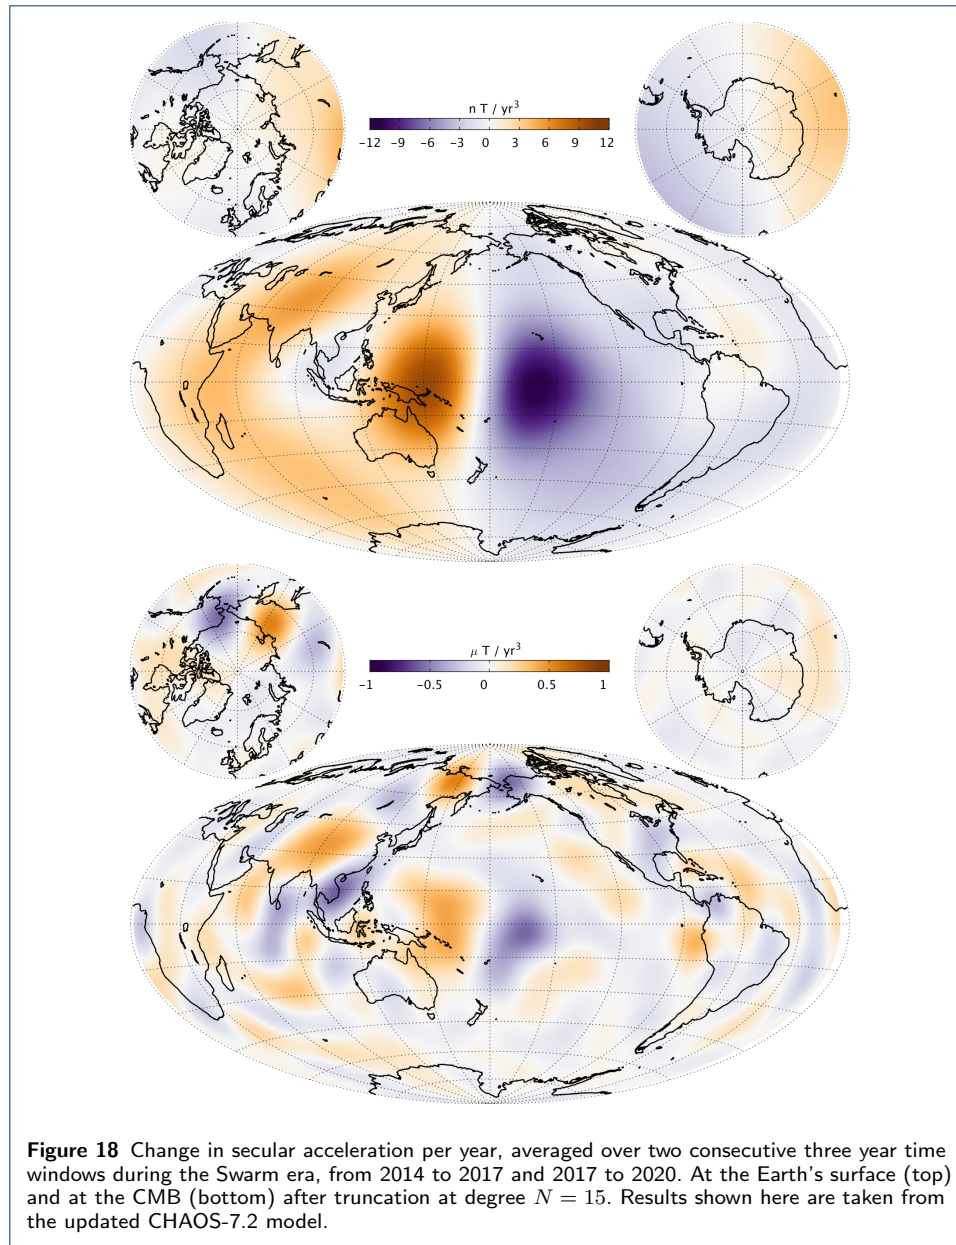 n T / yr3
−12 −9 −6 −3 0 3 6 9 12
μ T / yr3
−1 −0.5 0 0.5 1
Figure 18 Change in secular acceleration per year, averaged over two consecutive three year time
windows during the Swarm era, from 2014 to 2017 and 2017 to 2020. At the Earth's surface (top)
and at the CMB (bottom) after truncation at degree N = 15. Results shown here are taken from
the updated CHAOS-7.2 model.